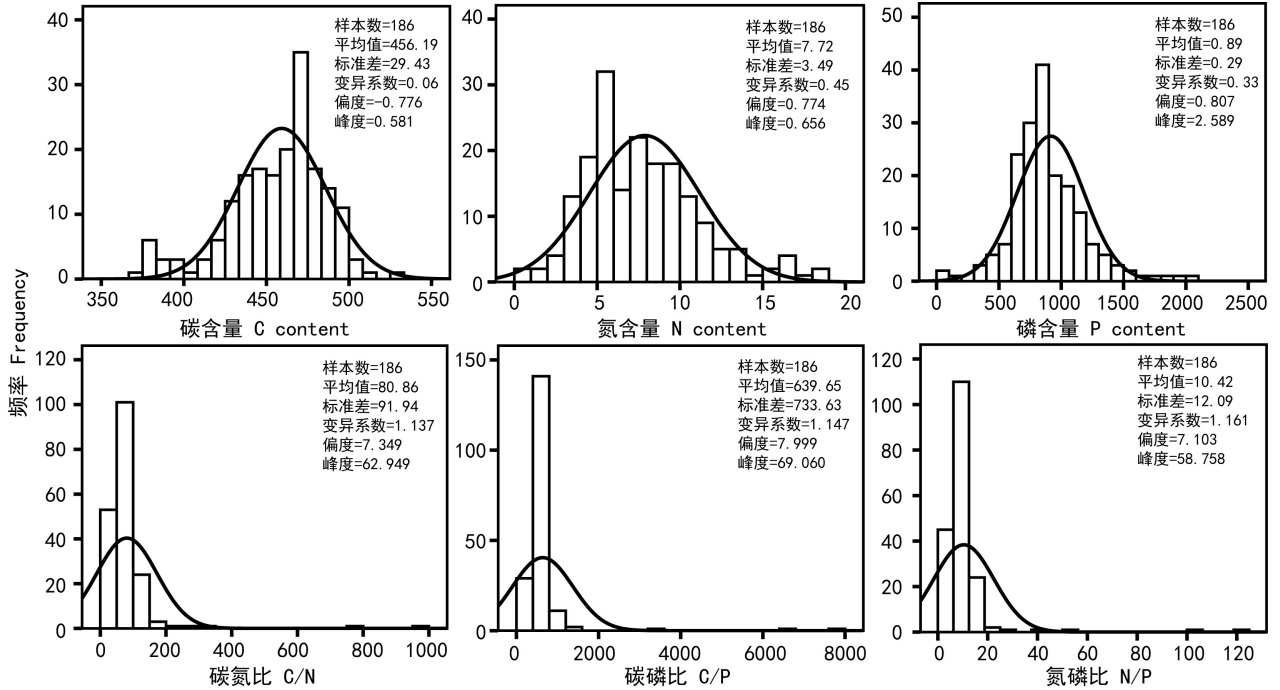 样本数=186
平均值=456.19
标准差=29.43
变异系数=0.06
偏度=-0.776
峰度=0.581
40
30
20
10
0
350 400 450 500 550
碳含量 C content
样本数=186
平均值=7.72
标准差=3.49
变异系数=0.45
偏度=0.774
峰度=0.656
40
30
20
10
0
0 5 10 15 20
氮含量 N content
样本数=186
平均值=0.89
标准差=0.29
变异系数=0.33
偏度=0.807
峰度=2.589
50
40
30
20
10
0
0 500 1000 1500 2000 2500
磷含量 P content
频率 Frequency
样本数=186
平均值=80.86
标准差=91.94
变异系数=1.137
偏度=7.349
峰度=62.949
120
100
80
60
40
20
0
0 200 400 600 800 1000
碳氮比 C/N
样本数=186
平均值=639.65
标准差=733.63
变异系数=1.147
偏度=7.999
峰度=69.060
150
100
50
0
0 2000 4000 6000 8000
碳磷比 C/P
样本数=186
平均值=10.42
标准差=12.09
变异系数=1.161
偏度=7.103
峰度=58.758
120
100
80
60
40
20
0
0 20 40 60 80 100 120
氮磷比 N/P